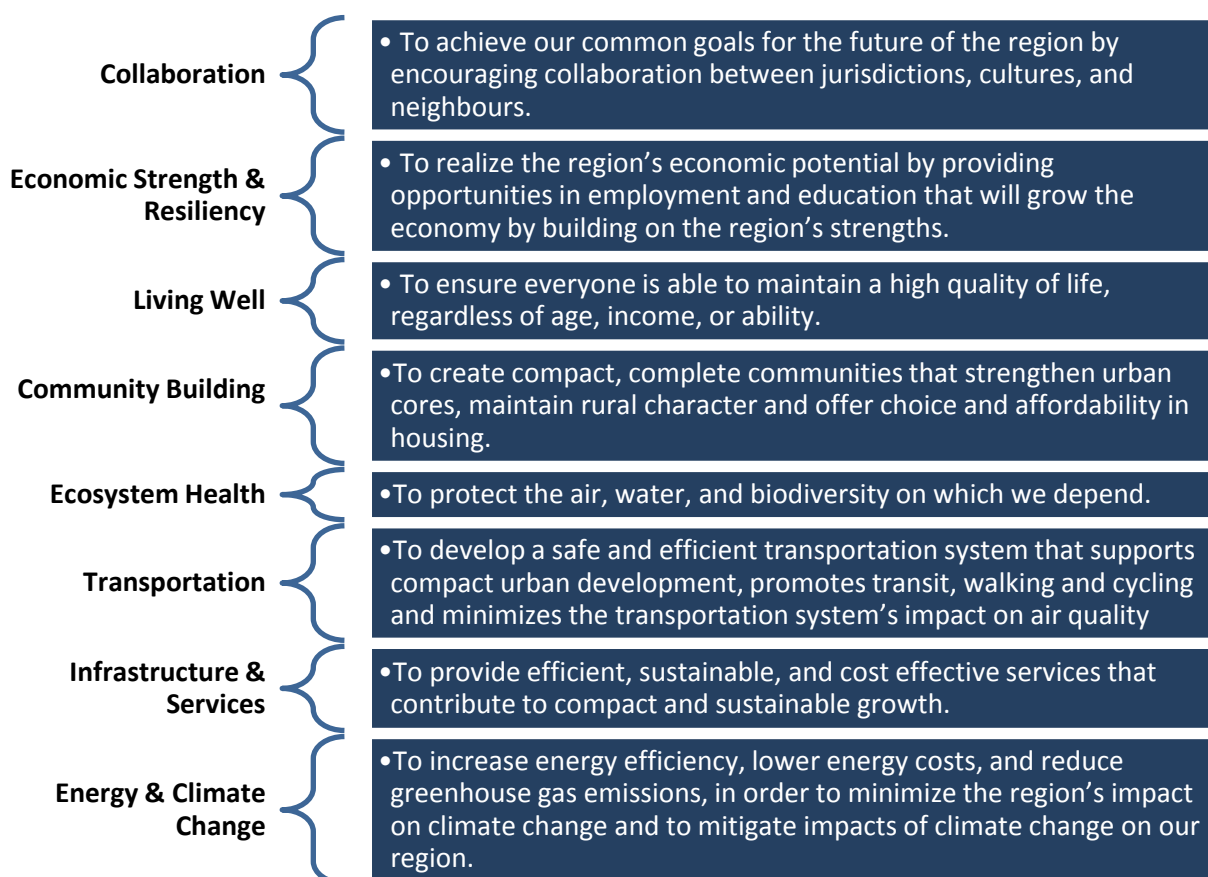 Collaboration
• To achieve our common goals for the future of the region by
encouraging collaboration between jurisdictions, cultures, and
neighbours.
Economic Strength &
Resiliency
• To realize the region’s economic potential by providing
opportunities in employment and education that will grow the
economy by building on the region’s strengths.
Living Well
• To ensure everyone is able to maintain a high quality of life,
regardless of age, income, or ability.
Community Building
•To create compact, complete communities that strengthen urban
cores, maintain rural character and offer choice and affordability in
housing.
Ecosystem Health
•To protect the air, water, and biodiversity on which we depend.
Transportation
•To develop a safe and efficient transportation system that supports
compact urban development, promotes transit, walking and cycling
and minimizes the transportation system’s impact on air quality
Infrastructure &
Services
•To provide efficient, sustainable, and cost effective services that
contribute to compact and sustainable growth.
Energy & Climate
Change
•To increase energy efficiency, lower energy costs, and reduce
greenhouse gas emissions, in order to minimize the region’s impact
on climate change and to mitigate impacts of climate change on our
region.